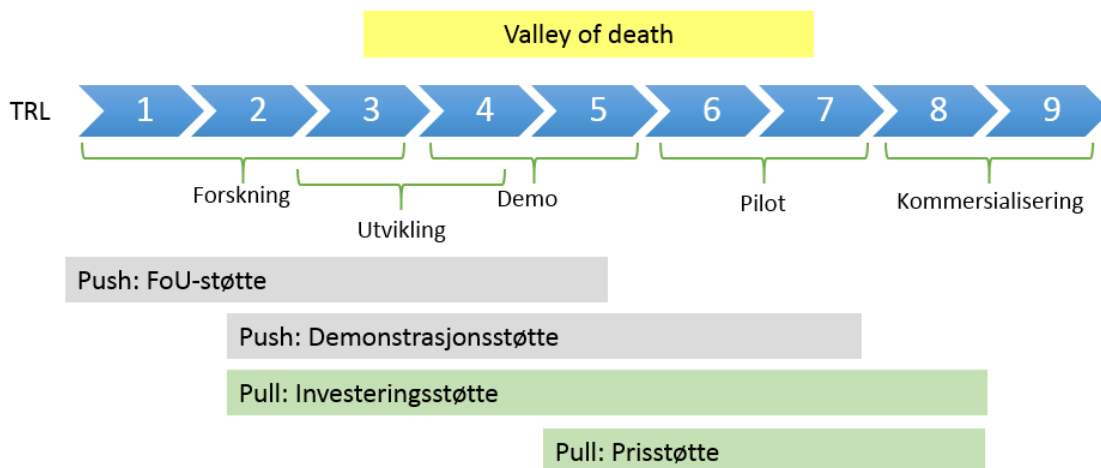 Valley of death
TRL 1 2 3 4 5 6 7 8 9
Forskning Demo Pilot Kommersialisering
Utvikling
Push: FoU-støtte
Push: Demonstrasjonsstøtte
Pull: Investeringsstøtte
Pull: Prisstøtte